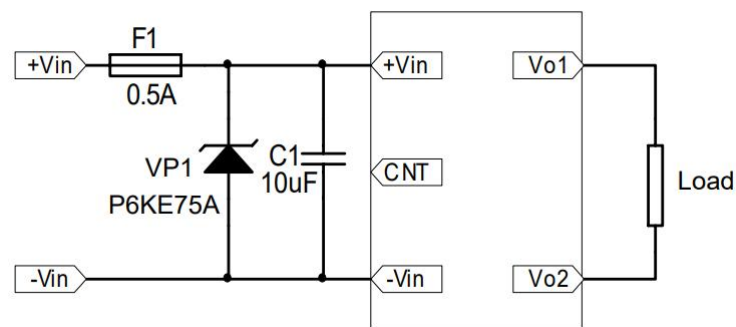 F1
+Vin
0.5A
+Vin
Vo1
VP1
P6KE75A
C1
10uF
CNT
Load
-Vin
-Vin
Vo2